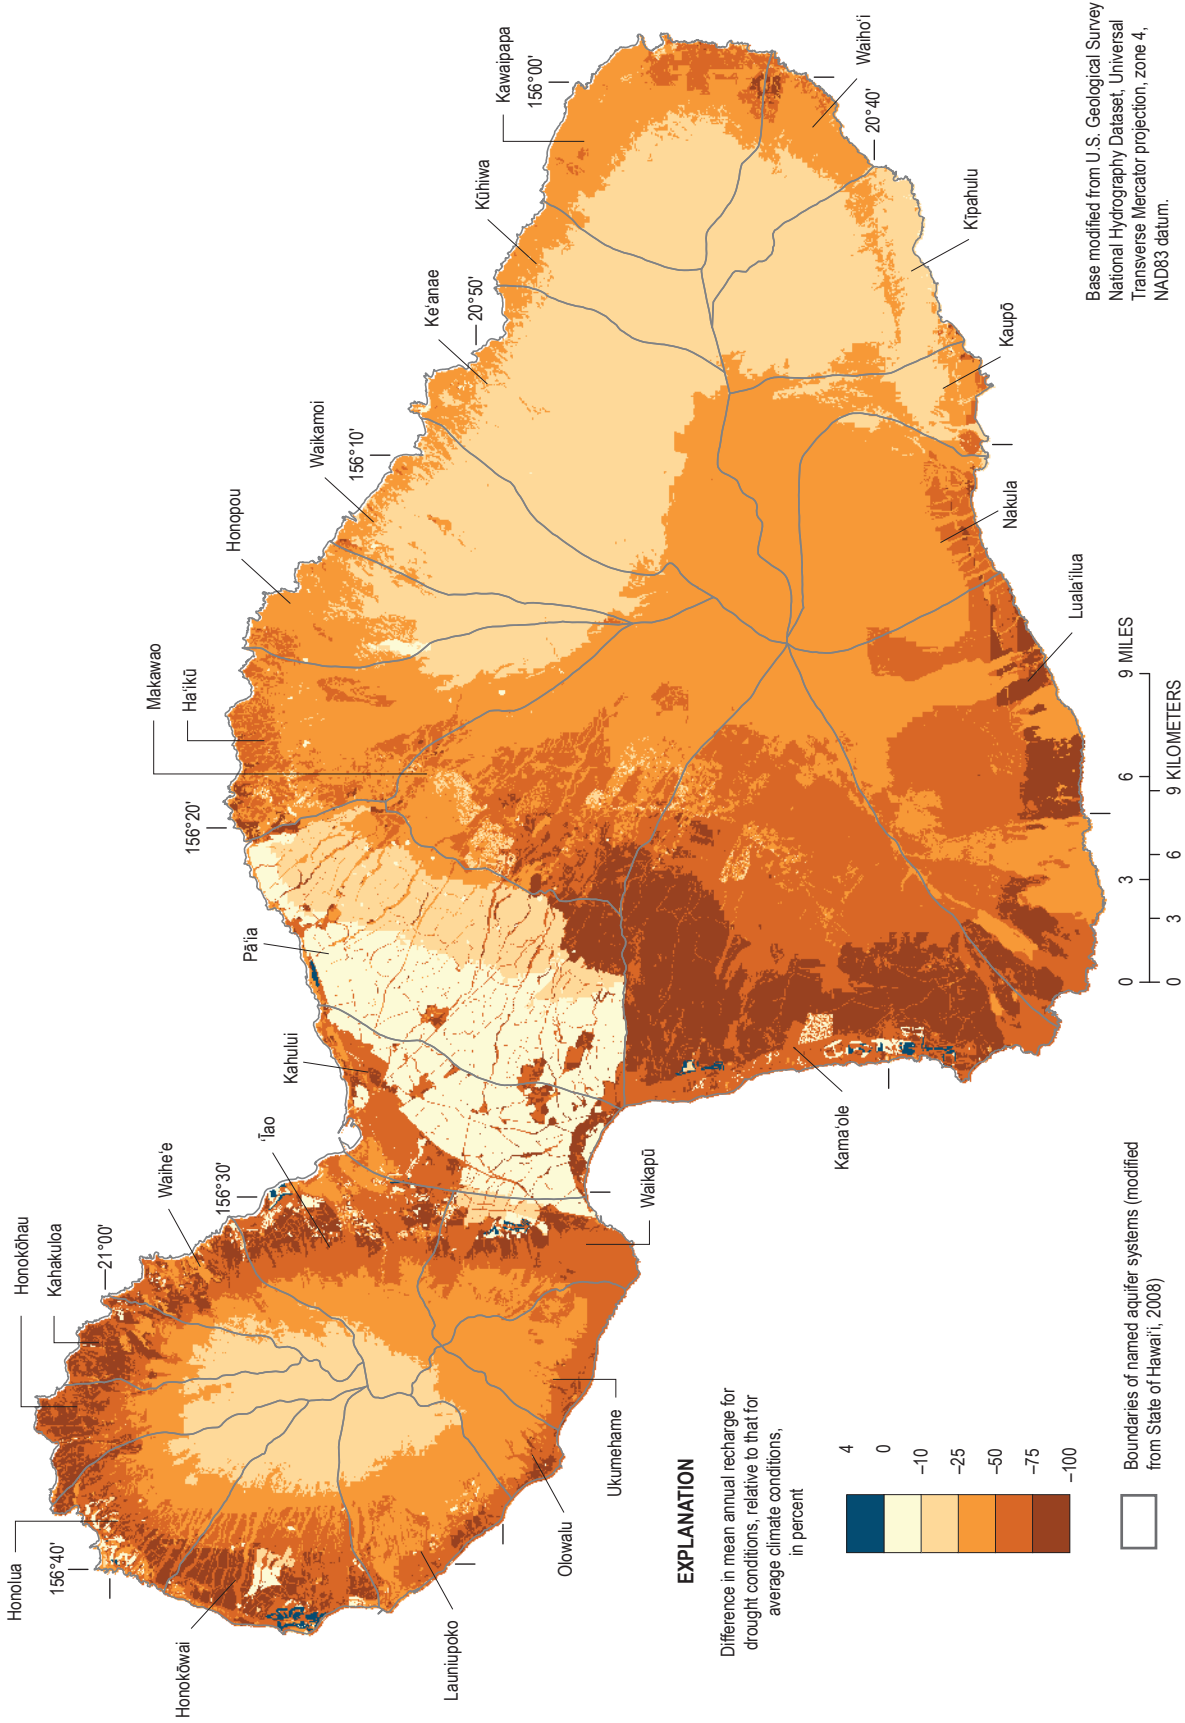 Honolua
Honokōhau
Kahakuloa
Waiheʻe
ʻĪao
Kahului
Pāʻia
Makawao
Haʻikū
Honopou
Waikamoi
Keʻanae
Kūhiwa
Kawaipapa
Waihoʻi
Kīpahulu
Kaupō
Nakula
Lualaʻilua
Kamaʻole
Waikapū
Ukumehame
Olowalu
Launiupoko
Honokōwai
156°40'
21°00'
156°30'
156°20'
156°10'
20°50'
156°00'
20°40'
0 3 6 9 MILES
0 3 6 9 KILOMETERS
EXPLANATION
Difference in mean annual recharge for
drought conditions, relative to that for
average climate conditions,
in percent
4
0
–10
–25
–50
–75
–100
Boundaries of named aquifer systems (modified
from State of Hawaiʻi, 2008)
Base modified from U.S. Geological Survey
National Hydrography Dataset, Universal
Transverse Mercator projection, zone 4,
NAD83 datum.